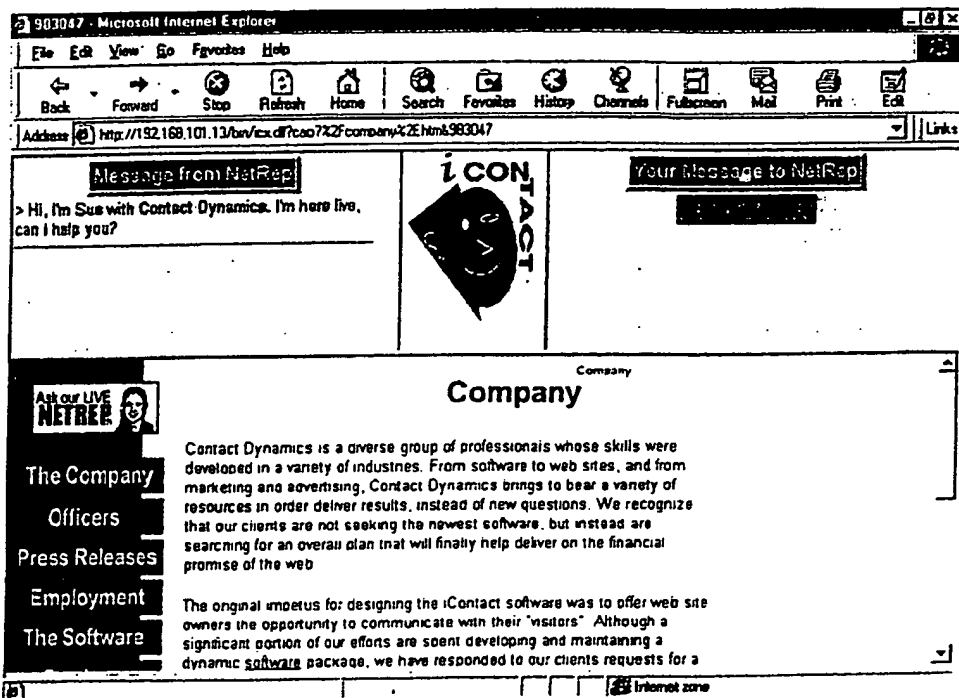 983047 - Microsoft Internet Explorer
File Edit View Go Favorites Help
Back Forward Stop Refresh Home Search Favorites History Channels Fullscreen Mail Print Edit
Address http://192.168.101.13/bin/icx.dll?cao7%2Fcompany%2Ehtm&983047 Links
Message from NetRep
> Hi, I'm Sue with Contact Dynamics. I'm here live,
can I help you?
i CONTACT
Your Message to NetRep
Company
Company
Ask our LIVE
NETREP
The Company
Officers
Press Releases
Employment
The Software
Contact Dynamics is a diverse group of professionals whose skills were
developed in a variety of industries. From software to web sites, and from
marketing and advertising, Contact Dynamics brings to bear a variety of
resources in order deliver results, instead of new questions. We recognize
that our clients are not seeking the newest software, but instead are
searching for an overall plan that will finally help deliver on the financial
promise of the web
The original impetus for designing the iContact software was to offer web site
owners the opportunity to communicate with their "visitors" Although a
significant portion of our efforts are spent developing and maintaining a
dynamic software package, we have responded to our clients requests for a
Internet zone